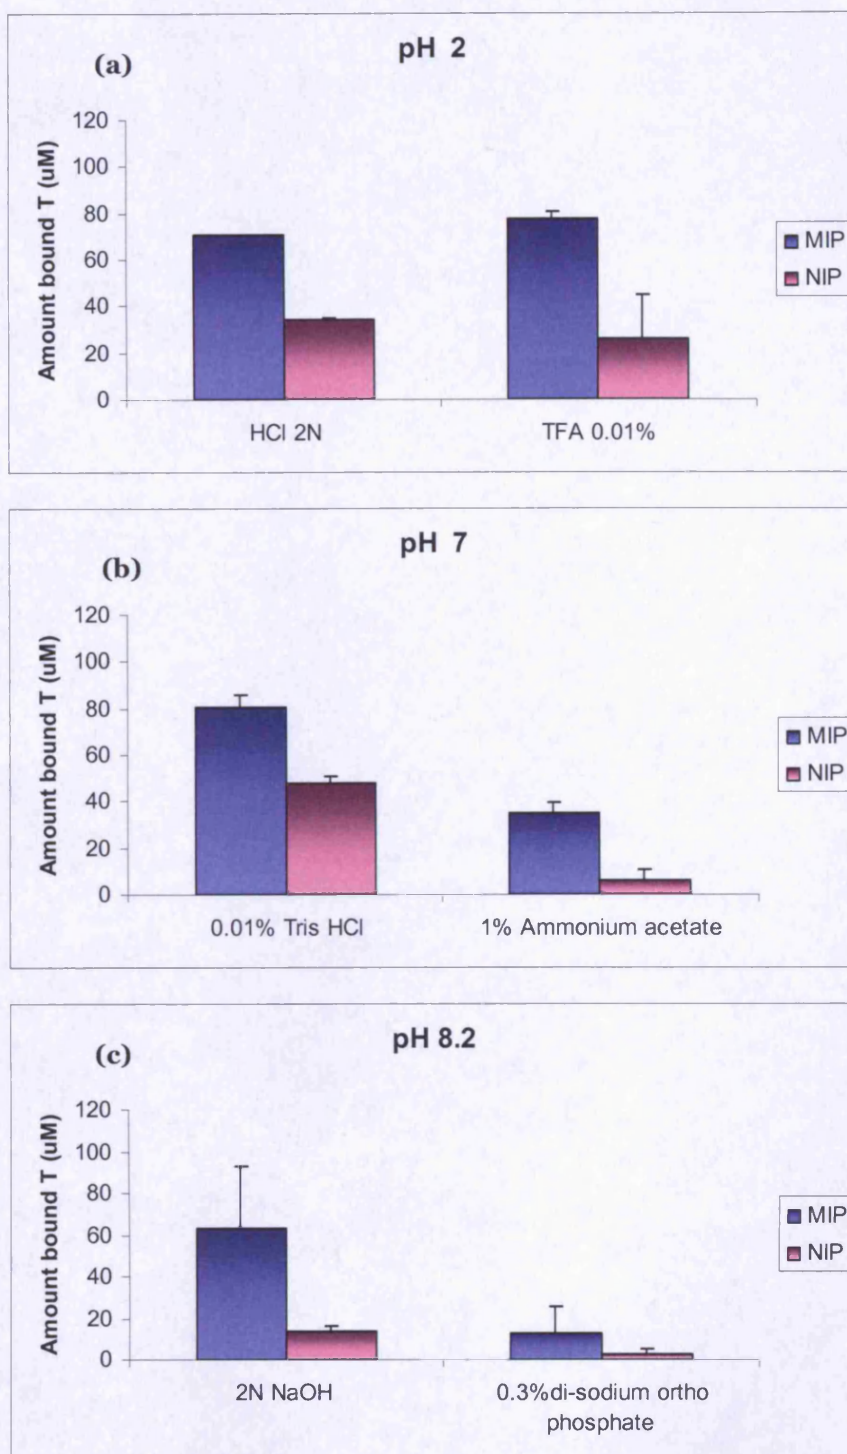 (a)
pH 2
Amount bound T (uM)
120
100
80
60
40
20
0
HCl 2N
TFA 0.01%
MIP
NIP
(b)
pH 7
Amount bound T (uM)
120
100
80
60
40
20
0
0.01% Tris HCl
1% Ammonium acetate
MIP
NIP
(c)
pH 8.2
Amount bound T (uM)
120
100
80
60
40
20
0
2N NaOH
0.3%di-sodium ortho
phosphate
MIP
NIP